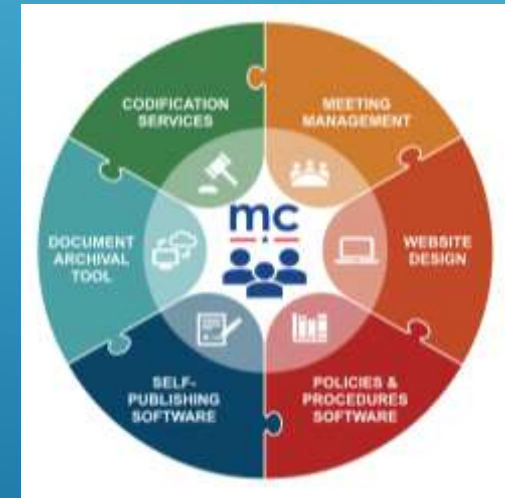 CODIFICATION
SERVICES
MEETING
MANAGEMENT
DOCUMENT
ARCHIVAL
TOOL
mc
WEBSITE
DESIGN
SELF-
PUBLISHING
SOFTWARE
POLICIES &
PROCEDURES
SOFTWARE